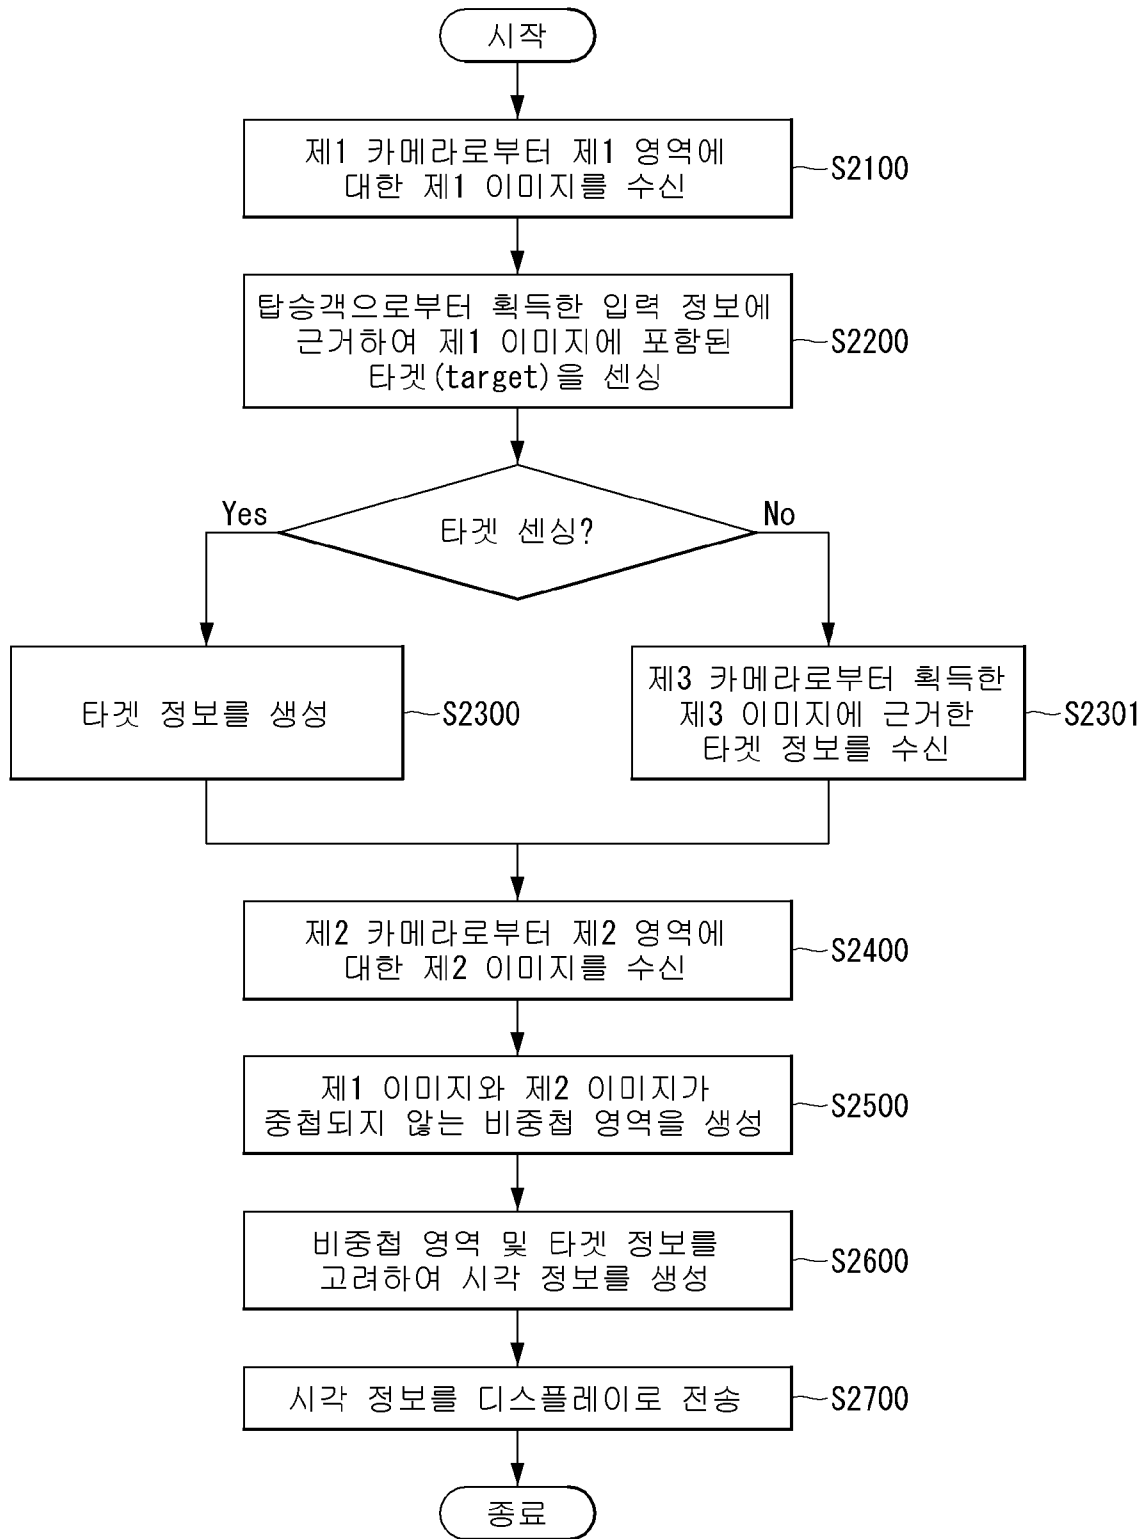 시작
제1 카메라로부터 제1 영역에
대한 제1 이미지를 수신
S2100
탑승객으로부터 획득한 입력 정보에
근거하여 제1 이미지에 포함된
타겟(target)을 센싱
S2200
타겟 센싱?
Yes
No
타겟 정보를 생성
S2300
제3 카메라로부터 획득한
제3 이미지에 근거한
타겟 정보를 수신
S2301
제2 카메라로부터 제2 영역에
대한 제2 이미지를 수신
S2400
제1 이미지와 제2 이미지가
중첩되지 않는 비중첩 영역을 생성
S2500
비중첩 영역 및 타겟 정보를
고려하여 시각 정보를 생성
S2600
시각 정보를 디스플레이로 전송
S2700
종료